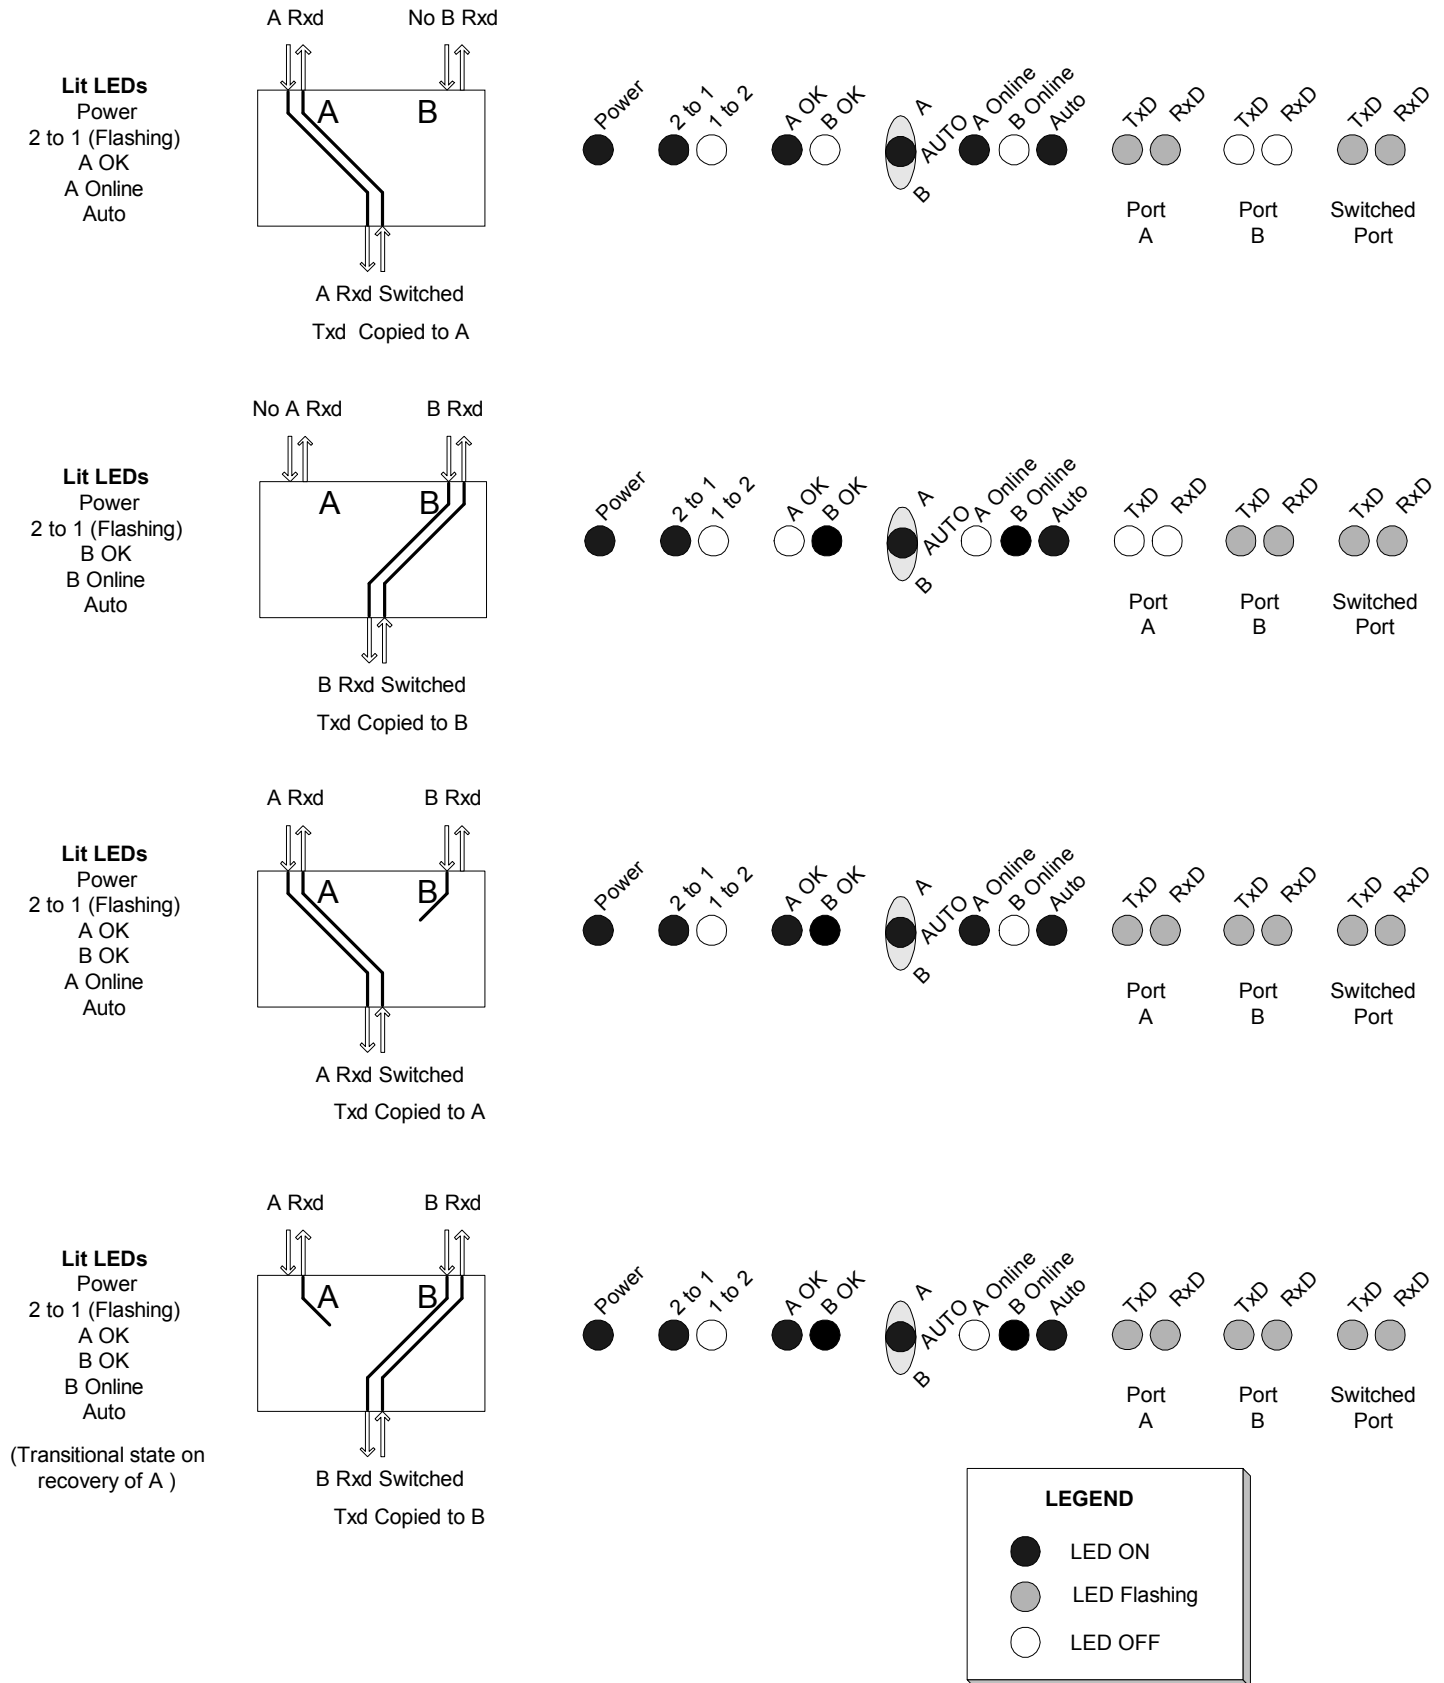 A Rxd
No B Rxd
Lit LEDs
Power
2 to 1 (Flashing)
A OK
A Online
Auto
A
B
A Rxd Switched
Txd Copied to A
Power
2 to 1
1 to 2
A OK
B OK
A
AUTO
B
A Online
B Online
Auto
TxD
RxD
TxD
RxD
TxD
RxD
Port
A
Port
B
Switched
Port
No A Rxd
B Rxd
Lit LEDs
Power
2 to 1 (Flashing)
B OK
B Online
Auto
A
B
B Rxd Switched
Txd Copied to B
Power
2 to 1
1 to 2
A OK
B OK
A
AUTO
B
A Online
B Online
Auto
TxD
RxD
TxD
RxD
TxD
RxD
Port
A
Port
B
Switched
Port
A Rxd
B Rxd
Lit LEDs
Power
2 to 1 (Flashing)
A OK
B OK
A Online
Auto
A
B
A Rxd Switched
Txd Copied to A
Power
2 to 1
1 to 2
A OK
B OK
A
AUTO
B
A Online
B Online
Auto
TxD
RxD
TxD
RxD
TxD
RxD
Port
A
Port
B
Switched
Port
A Rxd
B Rxd
Lit LEDs
Power
2 to 1 (Flashing)
A OK
B OK
B Online
Auto
(Transitional state on
recovery of A )
A
B
B Rxd Switched
Txd Copied to B
Power
2 to 1
1 to 2
A OK
B OK
A
AUTO
B
A Online
B Online
Auto
TxD
RxD
TxD
RxD
TxD
RxD
Port
A
Port
B
Switched
Port
LEGEND
LED ON
LED Flashing
LED OFF